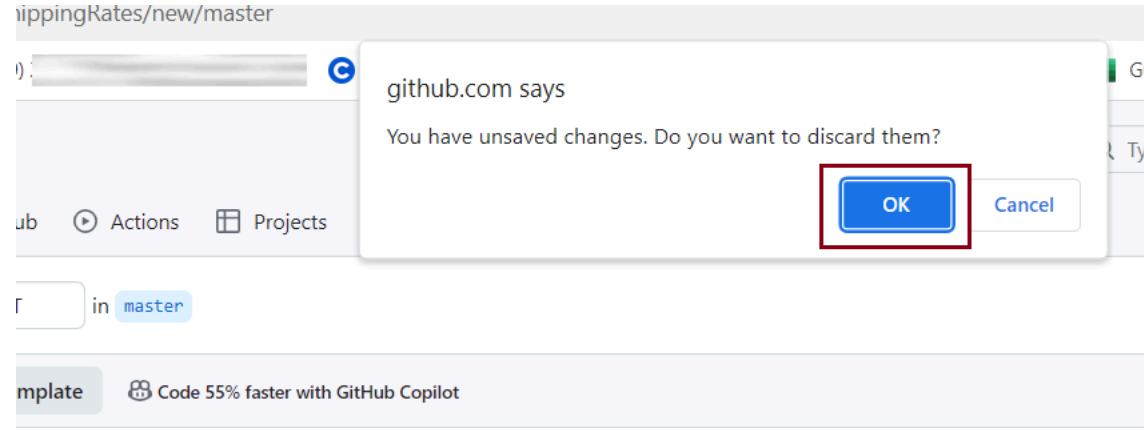 hippingRates/new/master
github.com says
You have unsaved changes. Do you want to discard them?
OK Cancel
ub Actions Projects
in master
mplate Code 55% faster with GitHub Copilot